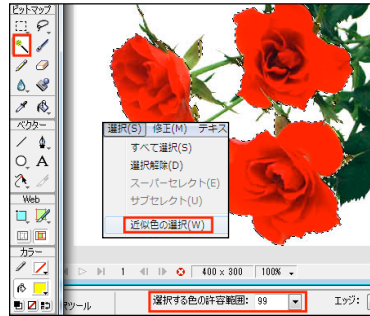 ビットマップ
ベクター
A
Web
カラー
選択(S) 修正(M) テキス
すべて選択(S)
選択解除(D)
スーパーセレクト(E)
サブセレクト(U)
近似色の選択(W)
1 400 x 300 100%
択ツール 選択する色の許容範囲: 99 エッジ: